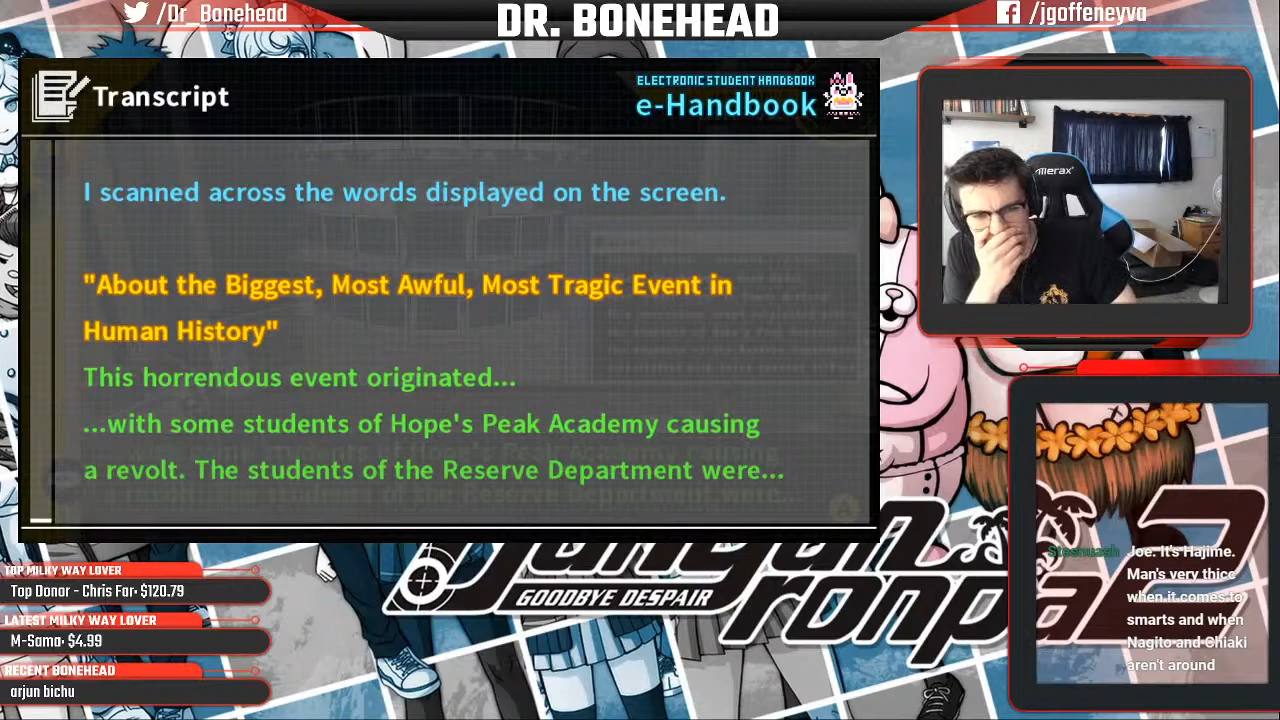 /Dr_Bonehead
DR. BONEHEAD
/jgoffeneyva
Transcript
ELECTRONIC STUDENT HANDBOOK
e-Handbook
I scanned across the words displayed on the screen.
"About the Biggest, Most Awful, Most Tragic Event in
Human History"
This horrendous event originated...
...with some students of Hope's Peak Academy causing
a revolt. The students of the Reserve Department were...
merax
TOP MILKY WAY LOVER
Top Donor - Chris Far: $120.79
LATEST MILKY WAY LOVER
M-Sama: $4.99
RECENT BONEHEAD
arjun bichu
GOODBYE DESPAIR
ronpa 2
Joe. It's Hajime.
Man's very thicc
when it comes to
smarts and when
Nagito and Chiaki
aren't around